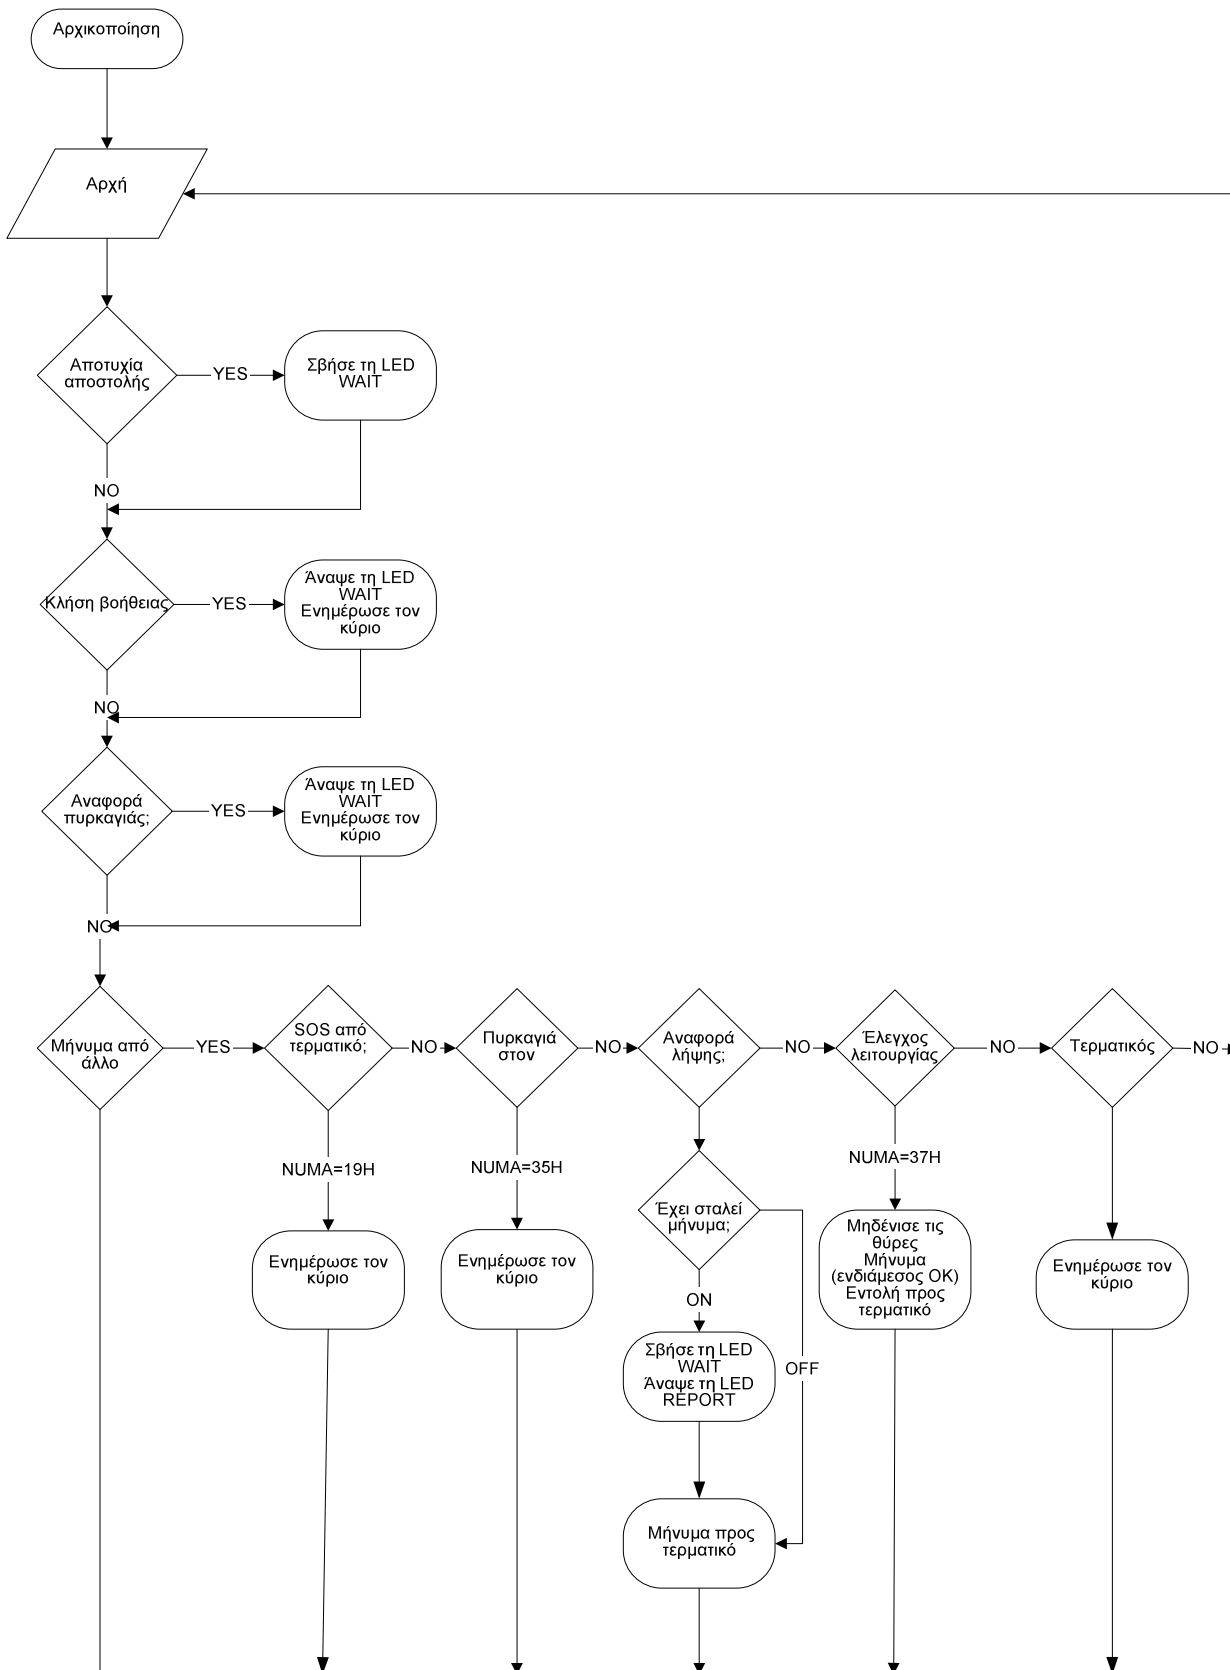 Αρχικοποίηση
Αρχή
Αποτυχία
αποστολής
YES
Σβήσε τη LED
WAIT
NO
Κλήση βοήθειας
YES
Άναψε τη LED
WAIT
Ενημέρωσε τον
κύριο
NO
Αναφορά
πυρκαγιάς;
YES
Άναψε τη LED
WAIT
Ενημέρωσε τον
κύριο
NO
Μήνυμα από
άλλο
YES
SOS από
τερματικό;
NO
Πυρκαγιά
στον
NO
Αναφορά
λήψης;
NO
Έλεγχος
λειτουργίας
NO
Τερματικός
NO
NUMA=19H
NUMA=35H
Έχει σταλεί
μήνυμα;
NUMA=37H
Ενημέρωσε τον
κύριο
Ενημέρωσε τον
κύριο
ON
OFF
Σβήσε τη LED
WAIT
Άναψε τη LED
REPORT
Μηδένισε τις
θύρες
Μήνυμα
(ενδιάμεσος OK)
Εντολή προς
τερματικό
Ενημέρωσε τον
κύριο
Μήνυμα προς
τερματικό